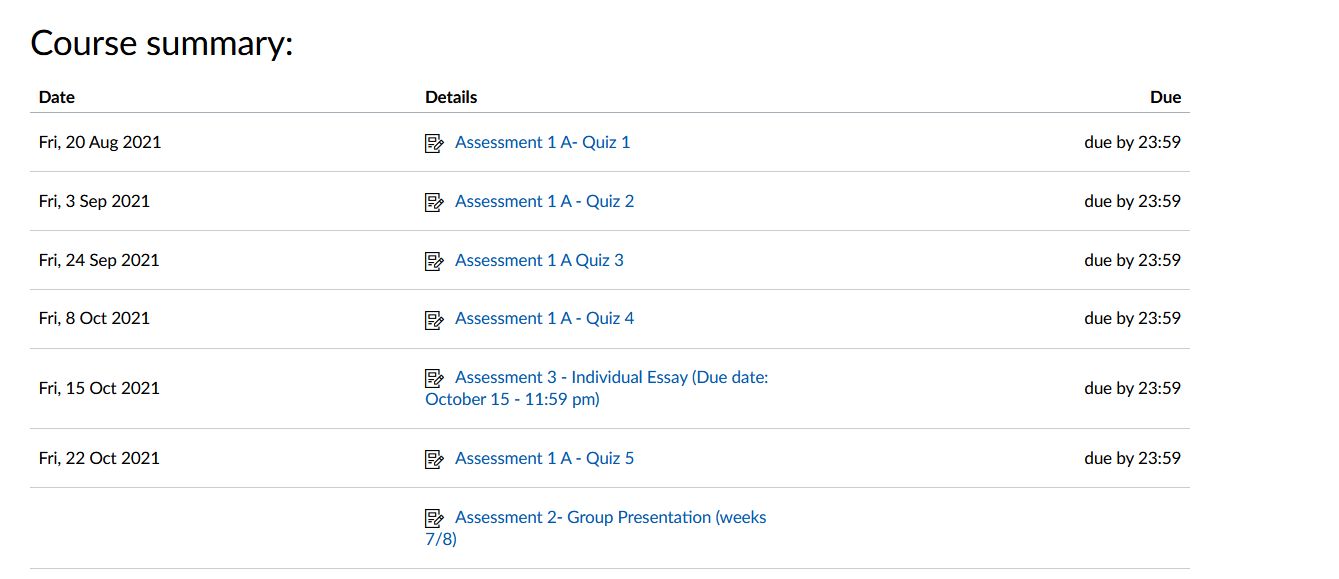 Course summary:
Date Details Due
Fri, 20 Aug 2021 Assessment 1 A- Quiz 1 due by 23:59
Fri, 3 Sep 2021 Assessment 1 A - Quiz 2 due by 23:59
Fri, 24 Sep 2021 Assessment 1 A Quiz 3 due by 23:59
Fri, 8 Oct 2021 Assessment 1 A - Quiz 4 due by 23:59
Fri, 15 Oct 2021 Assessment 3 - Individual Essay (Due date:
October 15 - 11:59 pm) due by 23:59
Fri, 22 Oct 2021 Assessment 1 A - Quiz 5 due by 23:59
Assessment 2- Group Presentation (weeks
7/8)